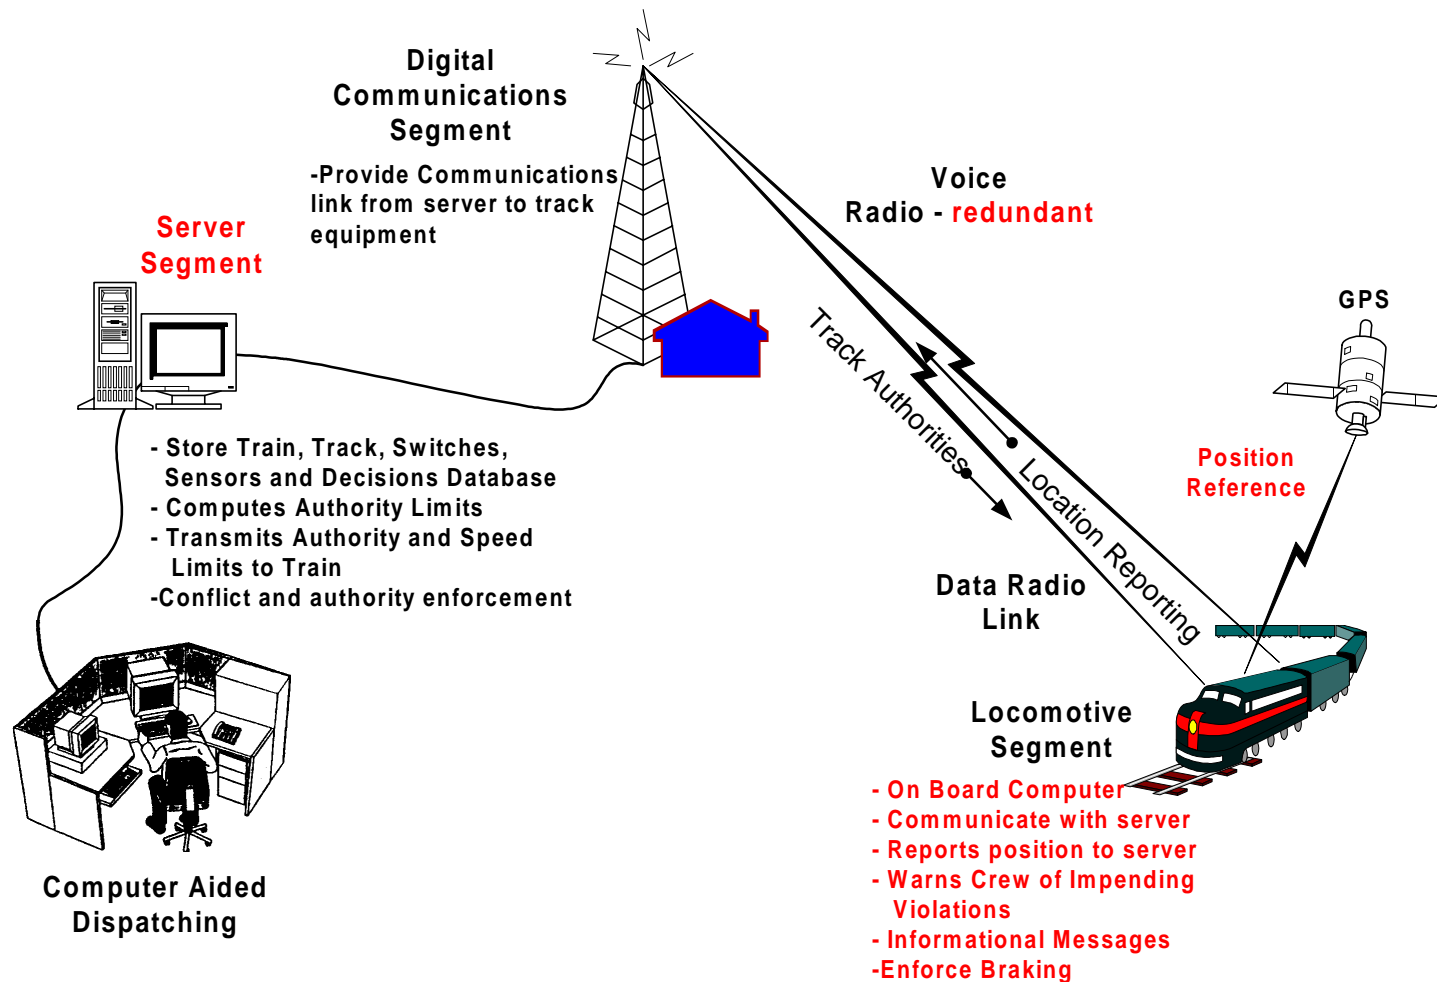 Digital
Communications
Segment
-Provide Communications
link from server to track
equipment
Voice
Radio - redundant
Server
Segment
GPS
Track Authorities
Location Reporting
Position
Reference
- Store Train, Track, Switches,
Sensors and Decisions Database
- Computes Authority Limits
- Transmits Authority and Speed
Limits to Train
-Conflict and authority enforcement
Data Radio
Link
Locomotive
Segment
- On Board Computer
- Communicate with server
- Reports position to server
- Warns Crew of Impending
Violations
- Informational Messages
-Enforce Braking
Computer Aided
Dispatching